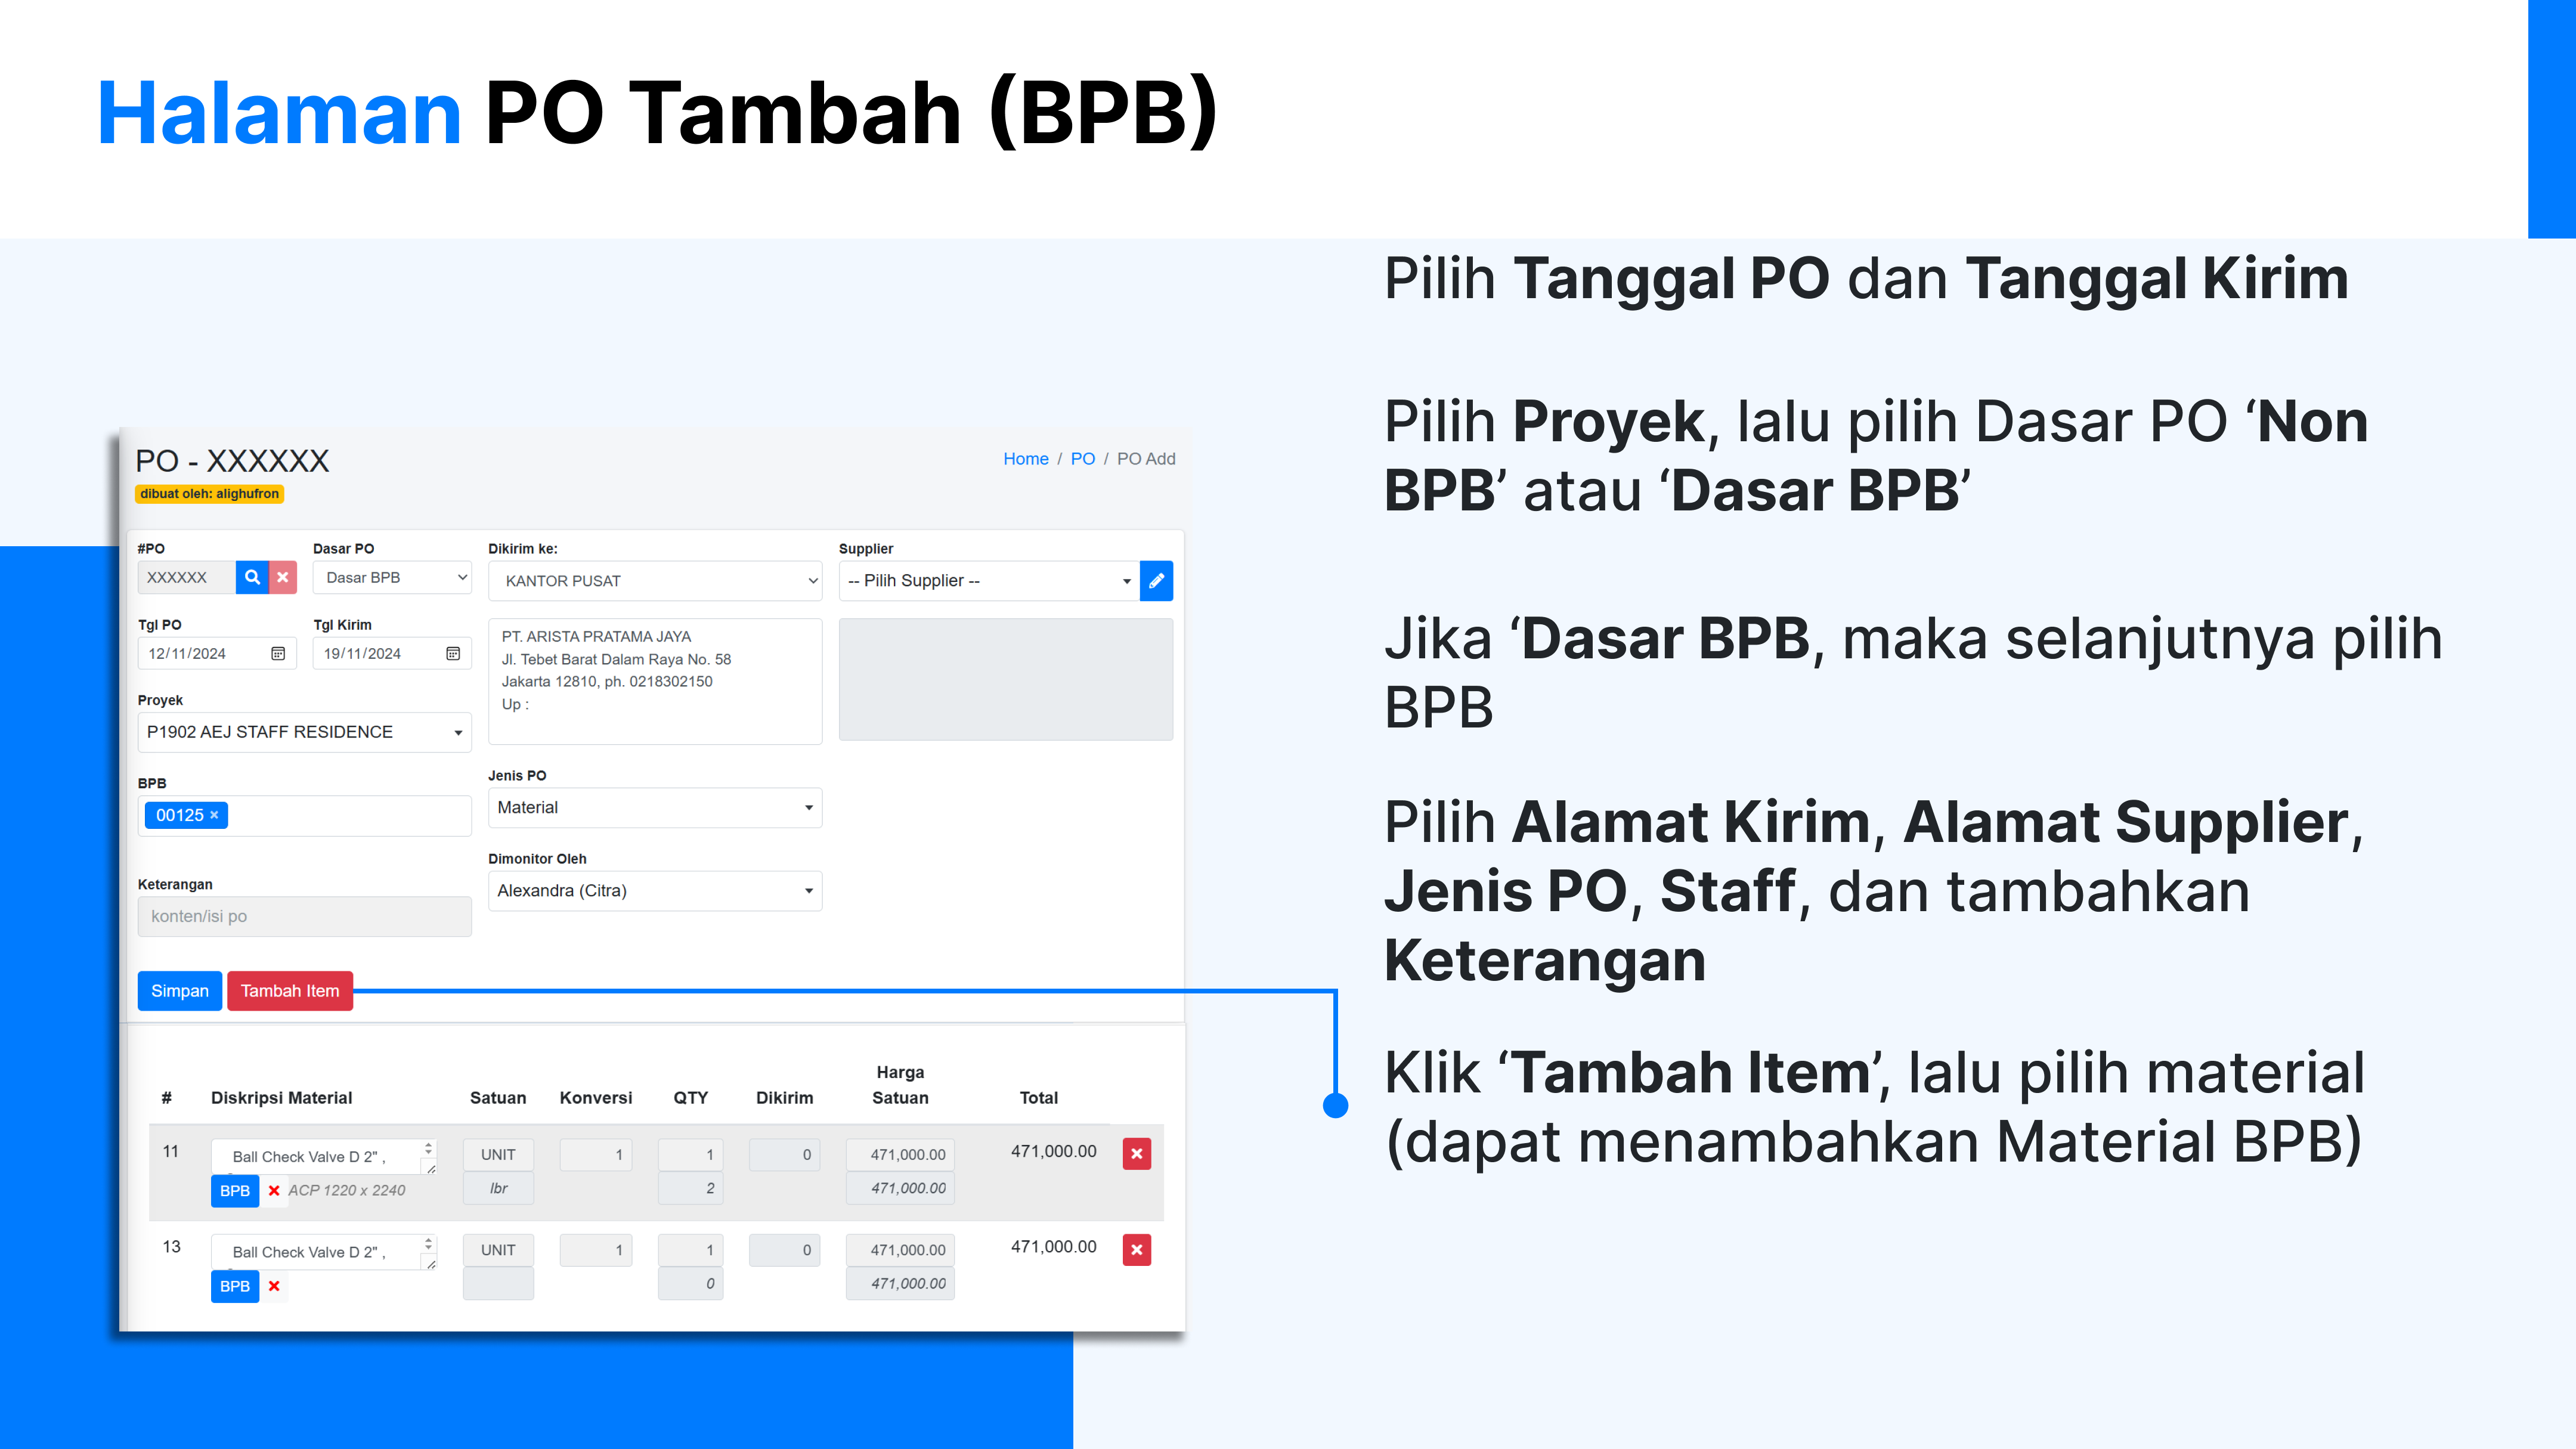 Halaman PO Tambah (BPB)
PO - XXXXXX
Home / PO / PO Add
dibuat oleh: alighufron
#PO
Dasar PO
Dikirim ke:
Supplier
XXXXXX
Dasar BPB
KANTOR PUSAT
-- Pilih Supplier --
Tgl PO
Tgl Kirim
12/11/2024
19/11/2024
PT. ARISTA PRATAMA JAYA
Jl. Tebet Barat Dalam Raya No. 58
Jakarta 12810, ph. 0218302150
Up :
Proyek
P1902 AEJ STAFF RESIDENCE
BPB
00125 ×
Jenis PO
Material
Dimonitor Oleh
Alexandra (Citra)
Keterangan
konten/isi po
Simpan
Tambah Item
# Diskripsi Material Satuan Konversi QTY Dikirim Harga Satuan Total
11 Ball Check Valve D 2" , UNIT 1 1 0 471,000.00 471,000.00
BPB ACP 1220 x 2240 lbr 2 471,000.00
13 Ball Check Valve D 2" , UNIT 1 1 0 471,000.00 471,000.00
BPB 0 471,000.00
Pilih Tanggal PO dan Tanggal Kirim
Pilih Proyek, lalu pilih Dasar PO ‘Non
BPB’ atau ‘Dasar BPB’
Jika ‘Dasar BPB, maka selanjutnya pilih
BPB
Pilih Alamat Kirim, Alamat Supplier,
Jenis PO, Staff, dan tambahkan
Keterangan
Klik ‘Tambah Item’, lalu pilih material
(dapat menambahkan Material BPB)